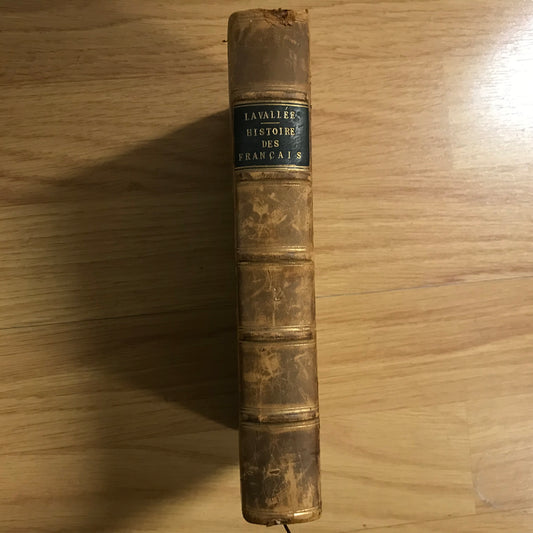 LAVALLÉE
HISTOIRE
DES
FRANÇAIS